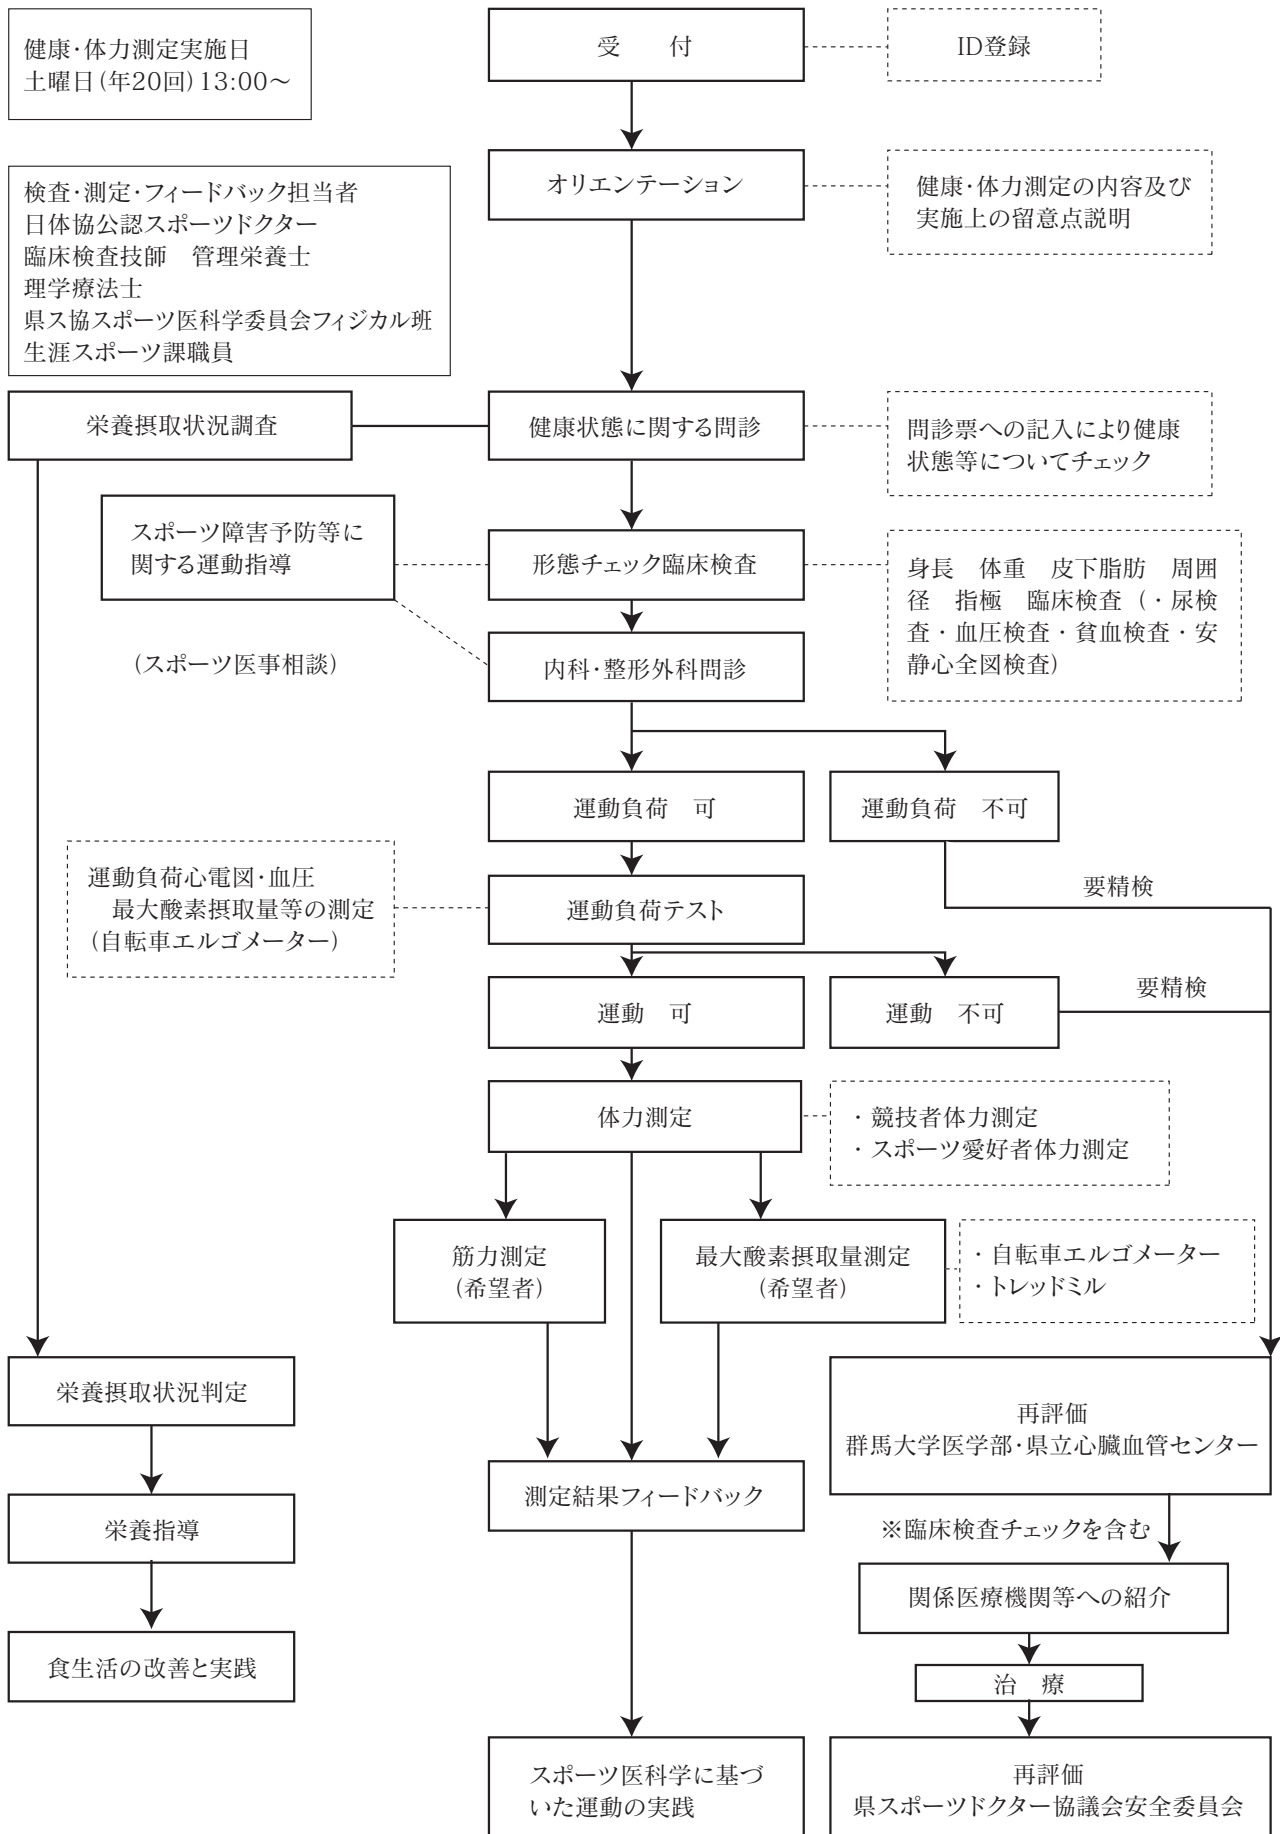 健康・体力測定実施日
土曜日(年20回)13:00〜
受　付
ID登録
検査・測定・フィードバック担当者
日体協公認スポーツドクター
臨床検査技師　管理栄養士
理学療法士
県スポスポーツ医科学委員会フィジカル班
生涯スポーツ課職員
オリエンテーション
健康・体力測定の内容及び
実施上の留意点説明
栄養摂取状況調査
健康状態に関する問診
問診票への記入により健康
状態等についてチェック
スポーツ障害予防等に
関する運動指導
形態チェック臨床検査
身長　体重　皮下脂肪　周囲
径　指極　臨床検査（・尿検
査・血圧検査・貧血検査・安
静心全図検査）
(スポーツ医事相談)
内科・整形外科問診
運動負荷　可
運動負荷　不可
運動負荷心電図・血圧
最大酸素摂取量等の測定
(自転車エルゴメーター)
運動負荷テスト
要精検
運動　可
運動　不可
要精検
体力測定
・競技者体力測定
・スポーツ愛好者体力測定
筋力測定
(希望者)
最大酸素摂取量測定
(希望者)
・自転車エルゴメーター
・トレッドミル
栄養摂取状況判定
再評価
群馬大学医学部・県立心臓血管センター
測定結果フィードバック
栄養指導
※臨床検査チェックを含む
関係医療機関等への紹介
食生活の改善と実践
治　療
スポーツ医科学に基づ
いた運動の実践
再評価
県スポーツドクター協議会安全委員会